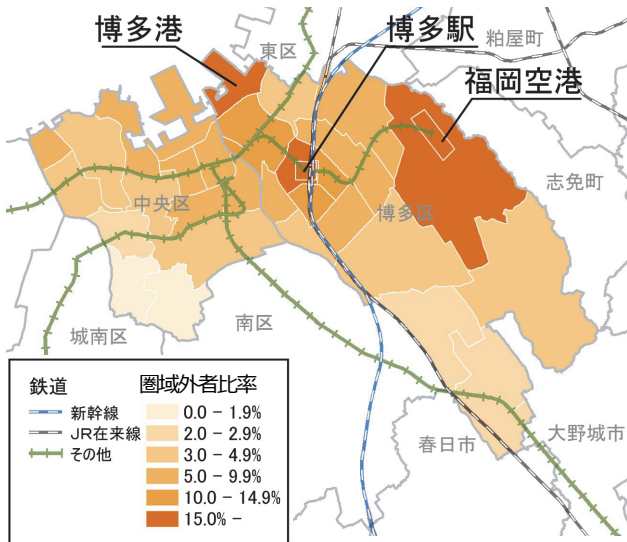 博多港
東区
博多駅
粕屋町
福岡空港
志免町
中央区
博多区
城南区
南区
春日市
大野城市
鉄道
新幹線
JR在来線
その他
圏域外者比率
0.0 - 1.9%
2.0 - 2.9%
3.0 - 4.9%
5.0 - 9.9%
10.0 - 14.9%
15.0% -